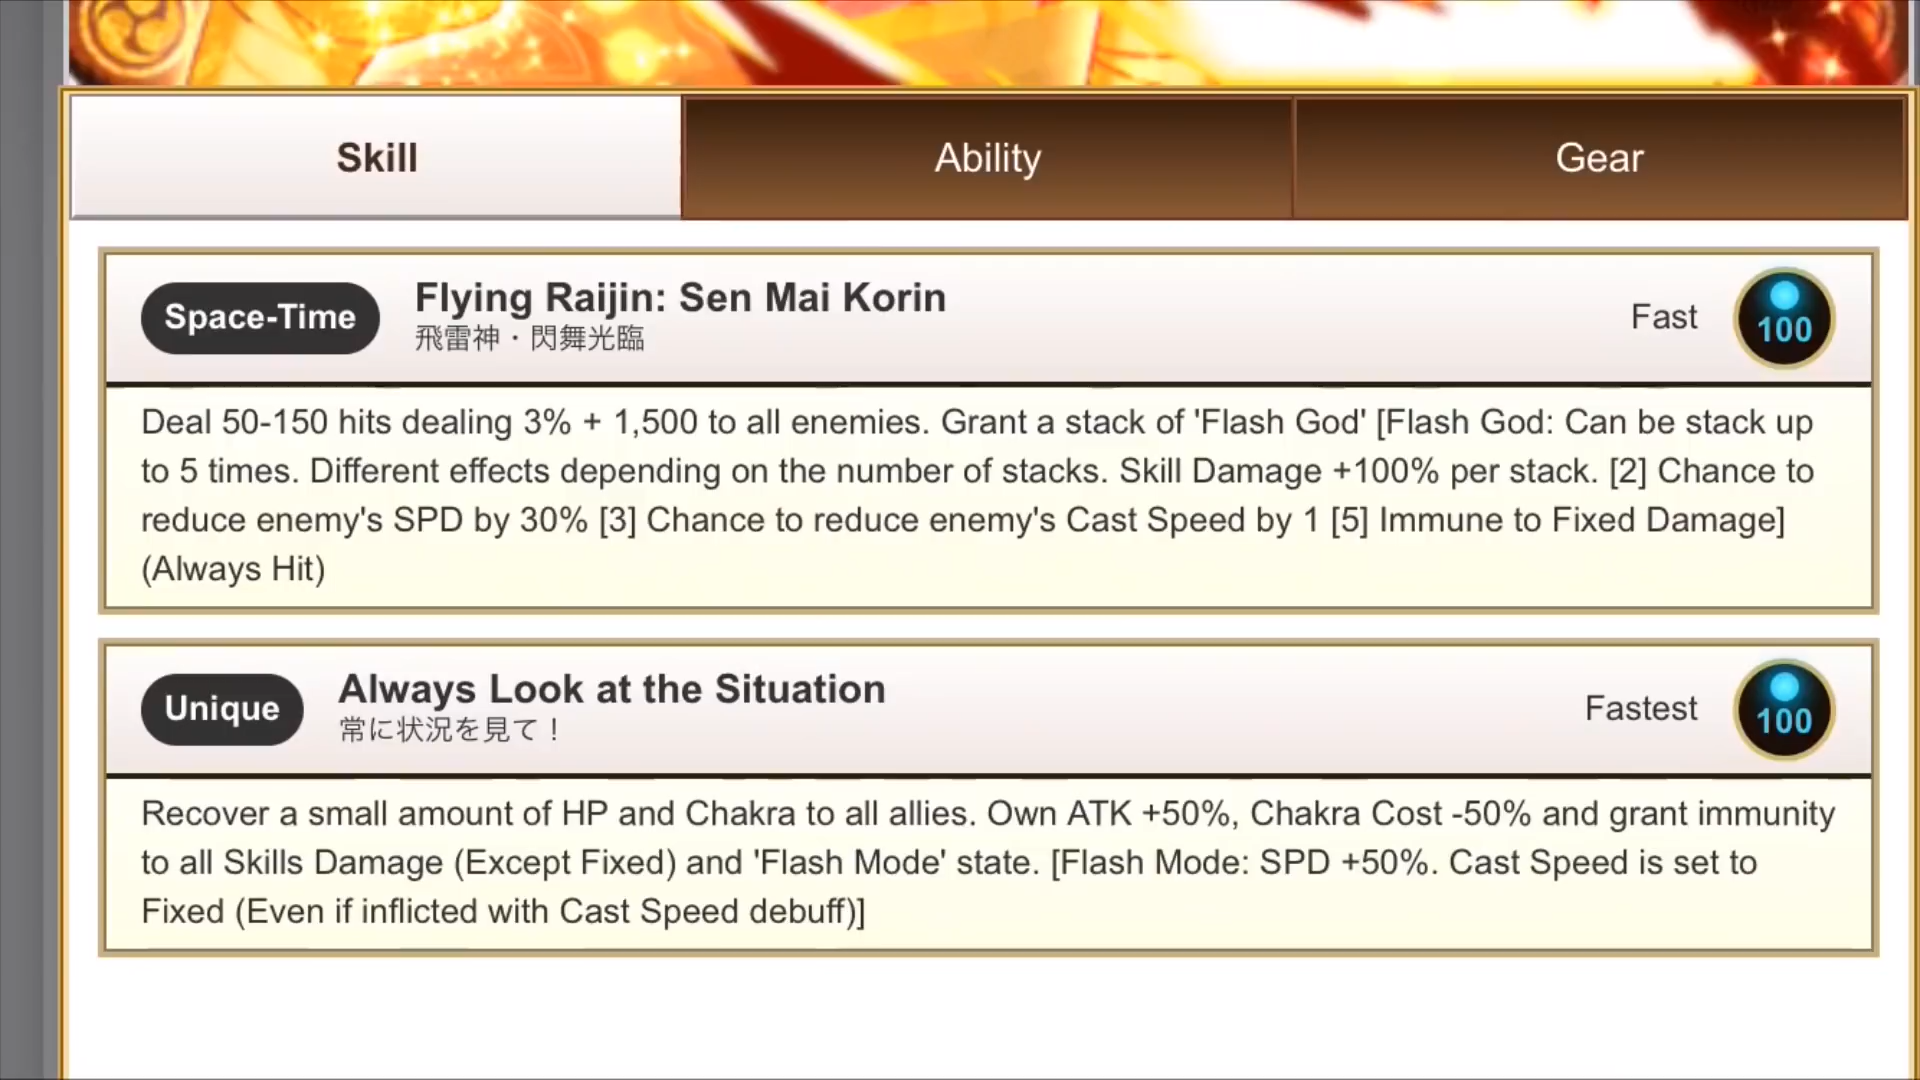 Skill
Ability
Gear
Space-Time
Flying Raijin: Sen Mai Korin
飛雷神・閃舞光臨
Fast
100
Deal 50-150 hits dealing 3% + 1,500 to all enemies. Grant a stack of 'Flash God' [Flash God: Can be stack up
to 5 times. Different effects depending on the number of stacks. Skill Damage +100% per stack. [2] Chance to
reduce enemy's SPD by 30% [3] Chance to reduce enemy's Cast Speed by 1 [5] Immune to Fixed Damage]
(Always Hit)
Unique
Always Look at the Situation
常に状況を見て！
Fastest
100
Recover a small amount of HP and Chakra to all allies. Own ATK +50%, Chakra Cost -50% and grant immunity
to all Skills Damage (Except Fixed) and 'Flash Mode' state. [Flash Mode: SPD +50%. Cast Speed is set to
Fixed (Even if inflicted with Cast Speed debuff)]